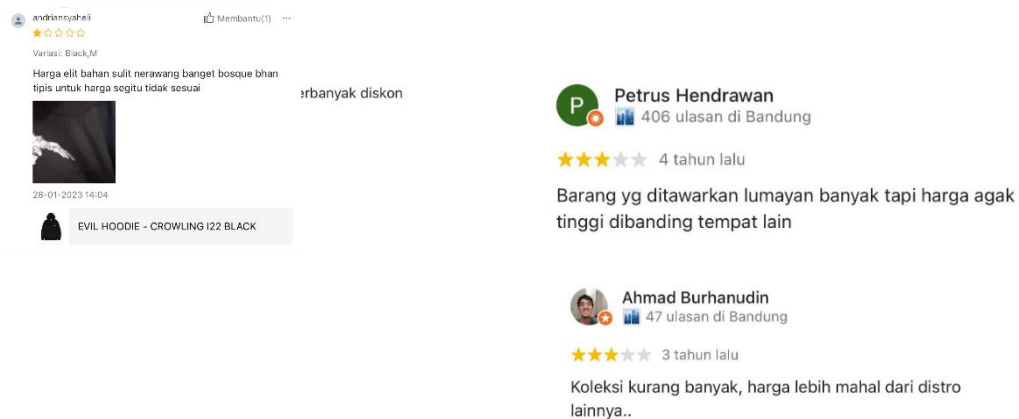 andriansyaheli
Membantu(1)
Variasi: Black,M
Harga elit bahan sulit nerawang banget bosque bhan
tipis untuk harga segitu tidak sesuai
28-01-2023 14:04
EVIL HOODIE - CROWLING I22 BLACK
erbanyak diskon
P
Petrus Hendrawan
406 ulasan di Bandung
4 tahun lalu
Barang yg ditawarkan lumayan banyak tapi harga agak
tinggi dibanding tempat lain
Ahmad Burhanudin
47 ulasan di Bandung
3 tahun lalu
Koleksi kurang banyak, harga lebih mahal dari distro
lainnya..